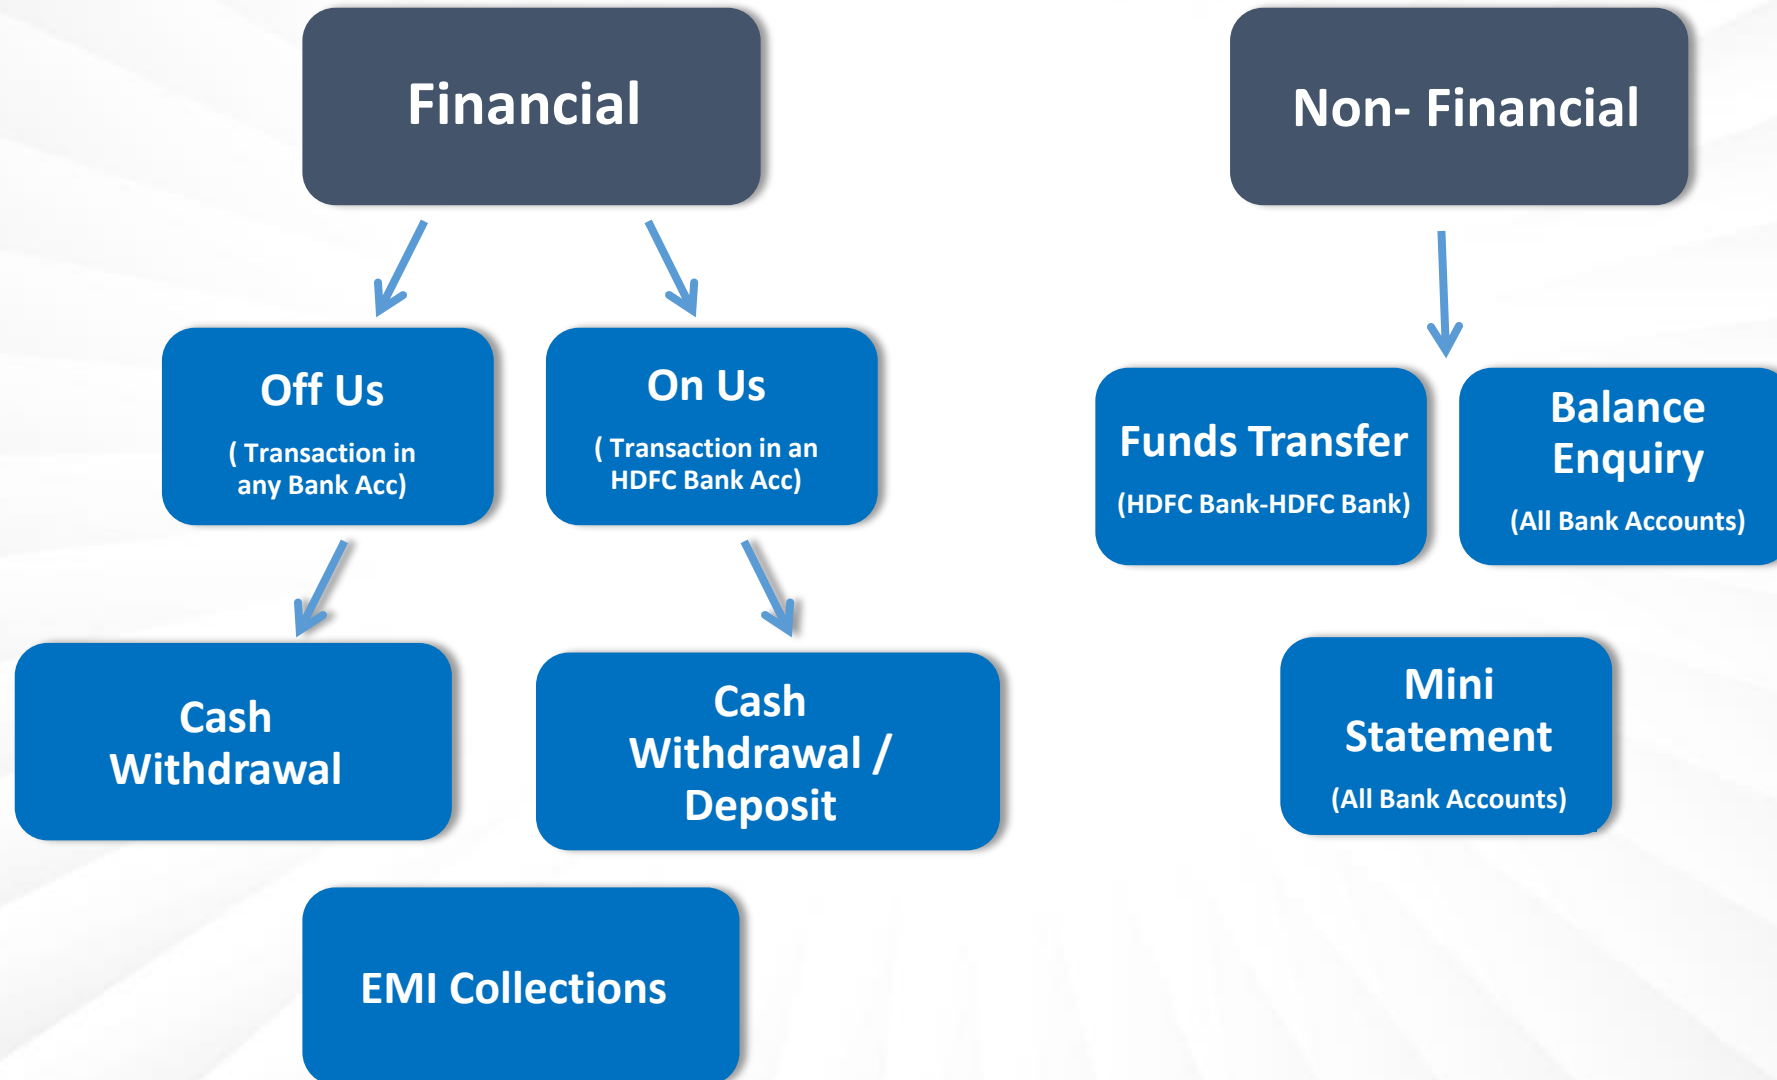 Financial
Non- Financial
Off Us
( Transaction in
any Bank Acc)
On Us
( Transaction in an
HDFC Bank Acc)
Funds Transfer
(HDFC Bank-HDFC Bank)
Balance
Enquiry
(All Bank Accounts)
Cash
Withdrawal
Cash
Withdrawal /
Deposit
Mini
Statement
(All Bank Accounts)
EMI Collections